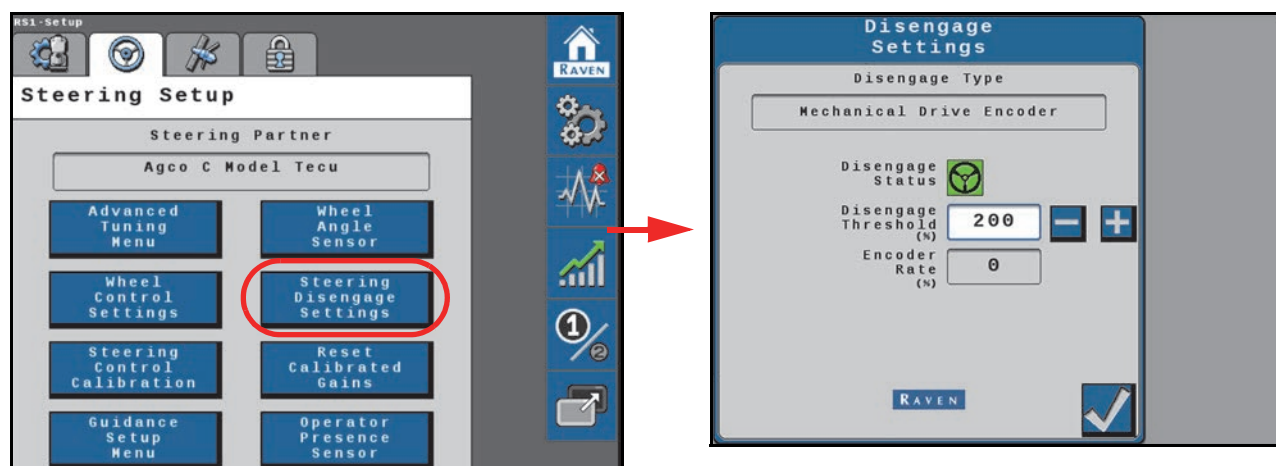 RS1-Setup
Steering Setup
Steering Partner
Agco C Model Tecu
Advanced
Tuning
Menu
Wheel
Angle
Sensor
Wheel
Control
Settings
Steering
Disengage
Settings
Steering
Control
Calibration
Reset
Calibrated
Gains
Guidance
Setup
Menu
Operator
Presence
Sensor
RAVEN
1
2
Disengage
Settings
Disengage Type
Mechanical Drive Encoder
Disengage
Status
Disengage
Threshold
(%)
200
Encoder
Rate
(%)
0
RAVEN